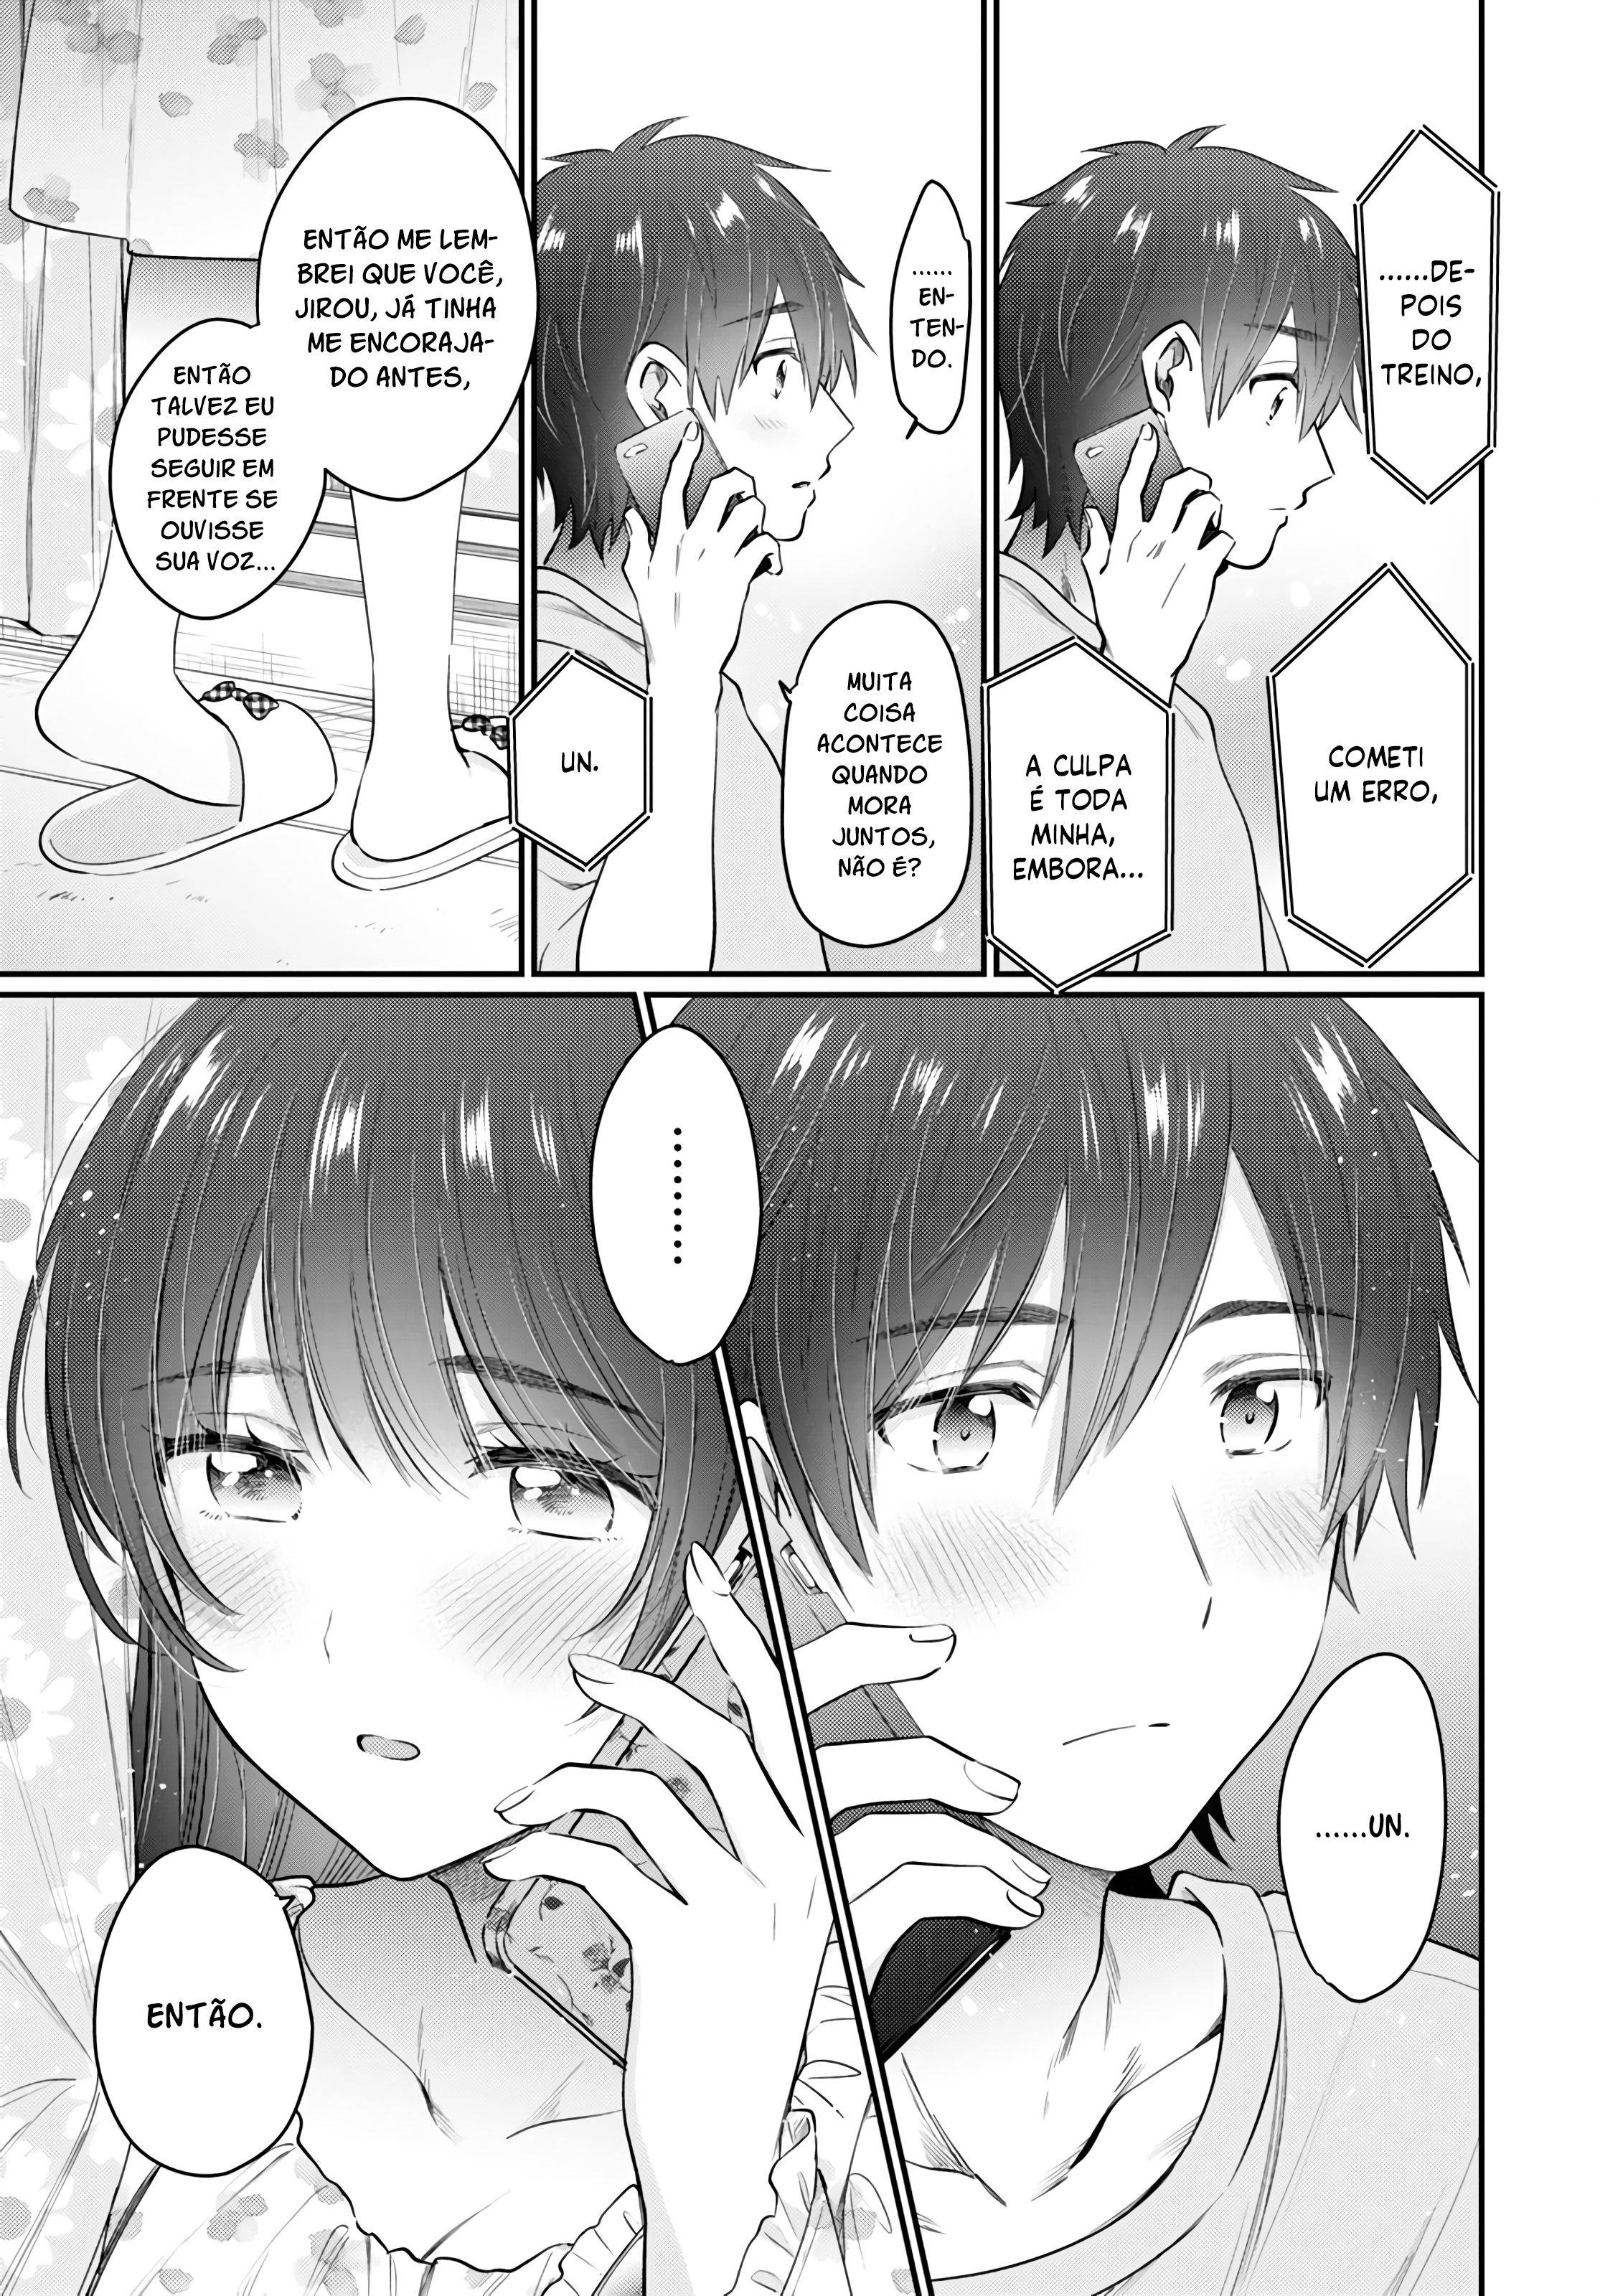 ......DE-
POIS
DO
TREINO,
COMETI
UM ERRO,
A CULPA
É TODA
MINHA,
EMBORA...
......
EN-
TEN-
DO.
MUITA
COISA
ACONTECE
QUANDO
MORA
JUNTOS,
NÃO É?
UN.
ENTÃO ME LEM-
BREI QUE VOCÊ,
JIROU, JÁ TINHA
ME ENCORAJA-
DO ANTES,
ENTÃO
TALVEZ EU
PUDESSE
SEGUIR EM
FRENTE SE
OUVISSE
SUA VOZ...
.........
......UN.
ENTÃO.